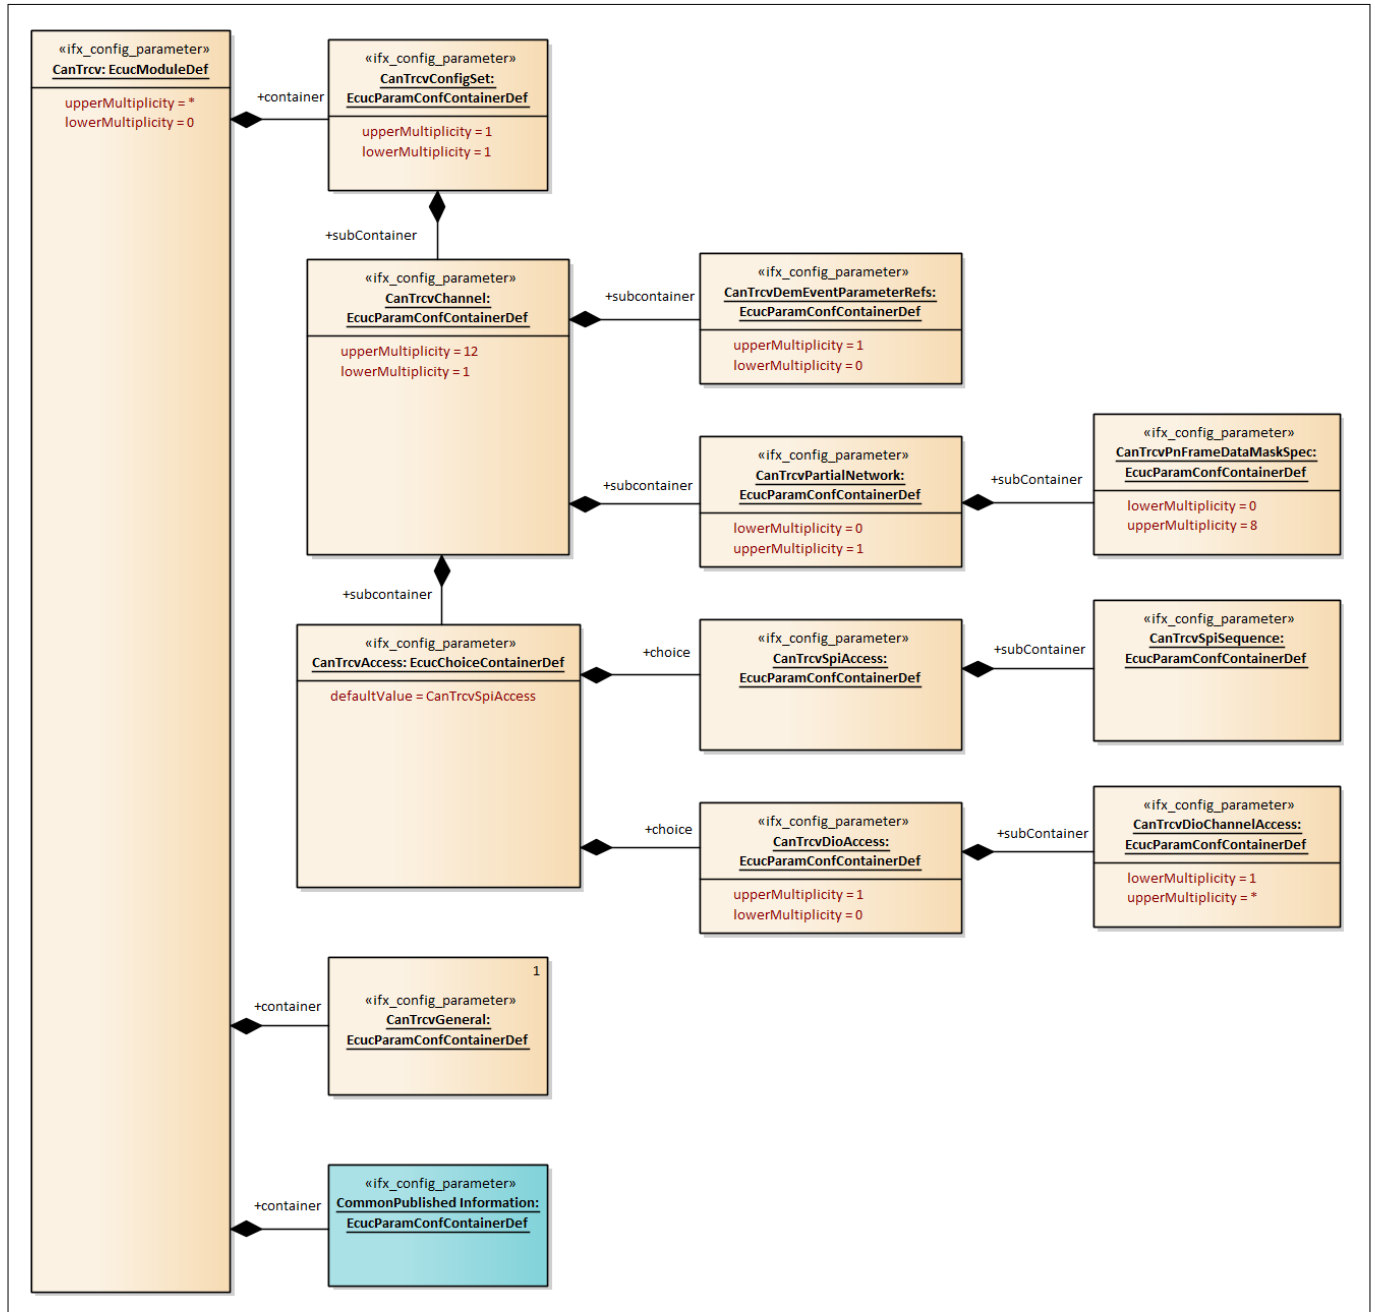 «ifx_config_parameter»
CanTrcv: EcucModuleDef
upperMultiplicity = *
lowerMultiplicity = 0
+container
«ifx_config_parameter»
CanTrcvConfigSet:
EcucParamConfContainerDef
upperMultiplicity = 1
lowerMultiplicity = 1
+subContainer
«ifx_config_parameter»
CanTrcvChannel:
EcucParamConfContainerDef
upperMultiplicity = 12
lowerMultiplicity = 1
+subcontainer
«ifx_config_parameter»
CanTrcvDemEventParameterRefs:
EcucParamConfContainerDef
upperMultiplicity = 1
lowerMultiplicity = 0
+subcontainer
«ifx_config_parameter»
CanTrcvPartialNetwork:
EcucParamConfContainerDef
lowerMultiplicity = 0
upperMultiplicity = 1
+subContainer
«ifx_config_parameter»
CanTrcvPnFrameDataMaskSpec:
EcucParamConfContainerDef
lowerMultiplicity = 0
upperMultiplicity = 8
+subcontainer
«ifx_config_parameter»
CanTrcvAccess: EcucChoiceContainerDef
defaultValue = CanTrcvSpiAccess
+choice
«ifx_config_parameter»
CanTrcvSpiAccess:
EcucParamConfContainerDef
+subContainer
«ifx_config_parameter»
CanTrcvSpiSequence:
EcucParamConfContainerDef
+choice
«ifx_config_parameter»
CanTrcvDioAccess:
EcucParamConfContainerDef
upperMultiplicity = 1
lowerMultiplicity = 0
+subContainer
«ifx_config_parameter»
CanTrcvDioChannelAccess:
EcucParamConfContainerDef
lowerMultiplicity = 1
upperMultiplicity = *
+container
1
«ifx_config_parameter»
CanTrcvGeneral:
EcucParamConfContainerDef
+container
«ifx_config_parameter»
CommonPublished Information:
EcucParamConfContainerDef